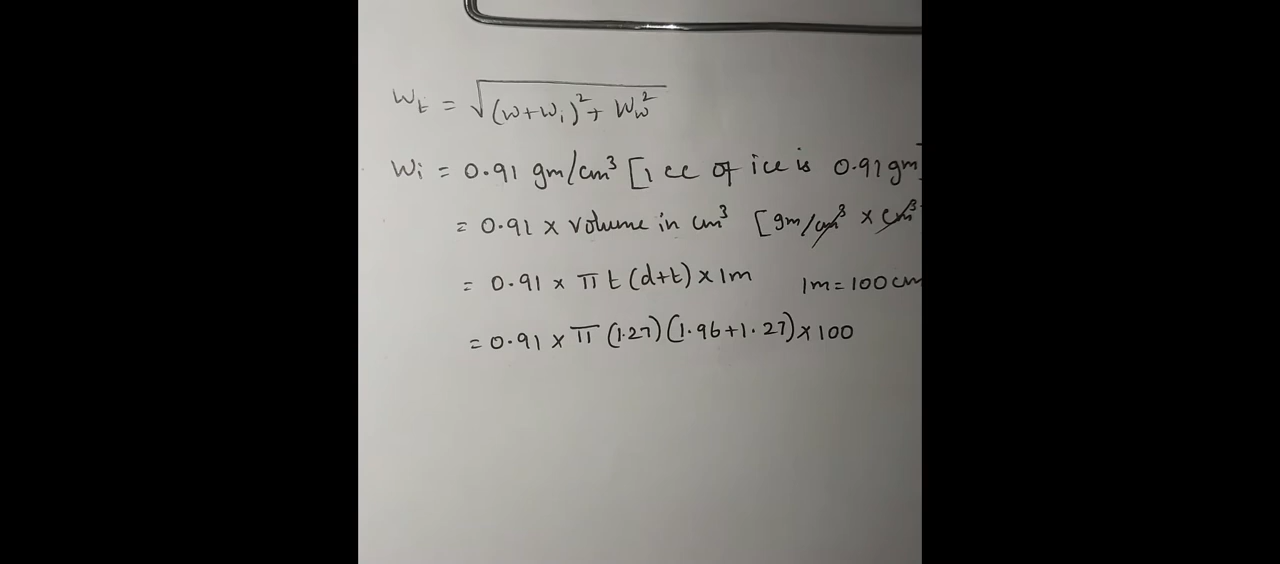 Wt = √(w+wi)² + Ww²
Wi = 0.91 gm/cm³ [1 cc of ice is 0.91 gm]
= 0.91 × volume in cm³ [gm/cm³ × cm³
= 0.91 × π t (d+t) × 1m 1m = 100 cm
= 0.91 × π (1.27) (1.96+1.27) × 100